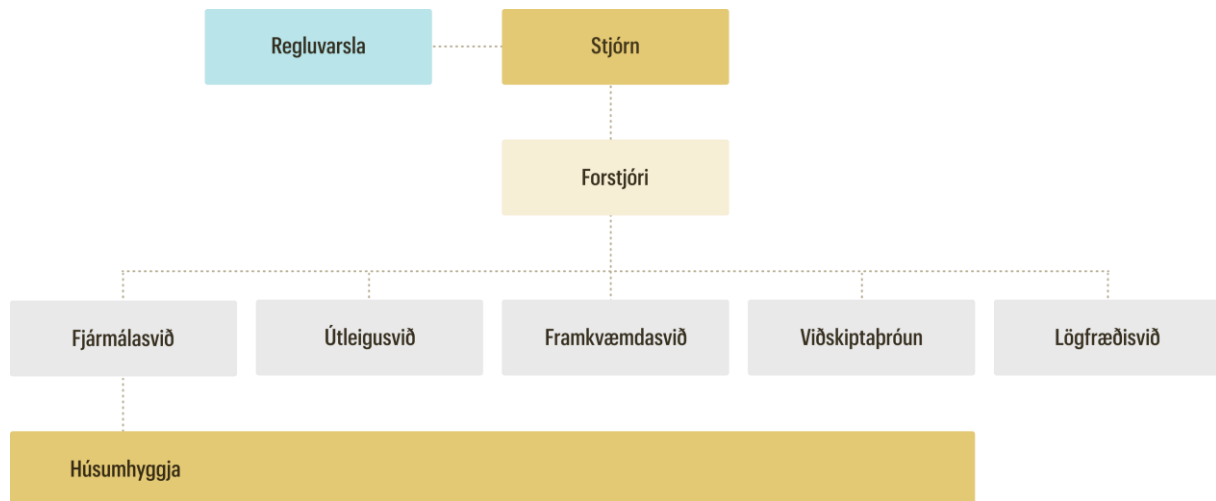 Regluvarsla
Stjórn
Forstjóri
Fjármálasvið
Útleigusvið
Framkvæmdasvið
Viðskiptaþróun
Lögfræðisvið
Húsumhyggja